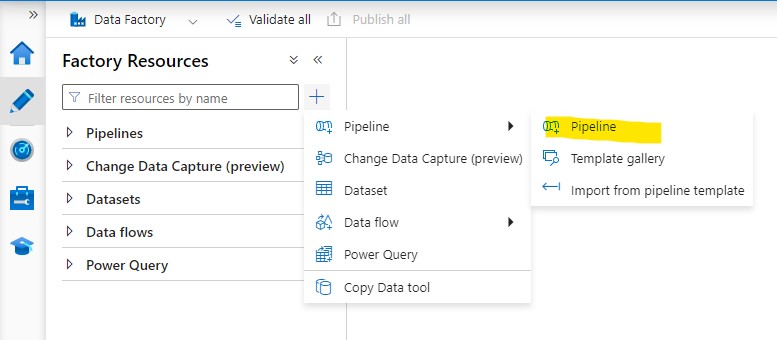 »
Data Factory
Validate all
Publish all
Factory Resources
«
Filter resources by name
+
Pipelines
Change Data Capture (preview)
Datasets
Data flows
Power Query
Pipeline
Change Data Capture (preview)
Dataset
Data flow
Power Query
Copy Data tool
Pipeline
Template gallery
Import from pipeline template